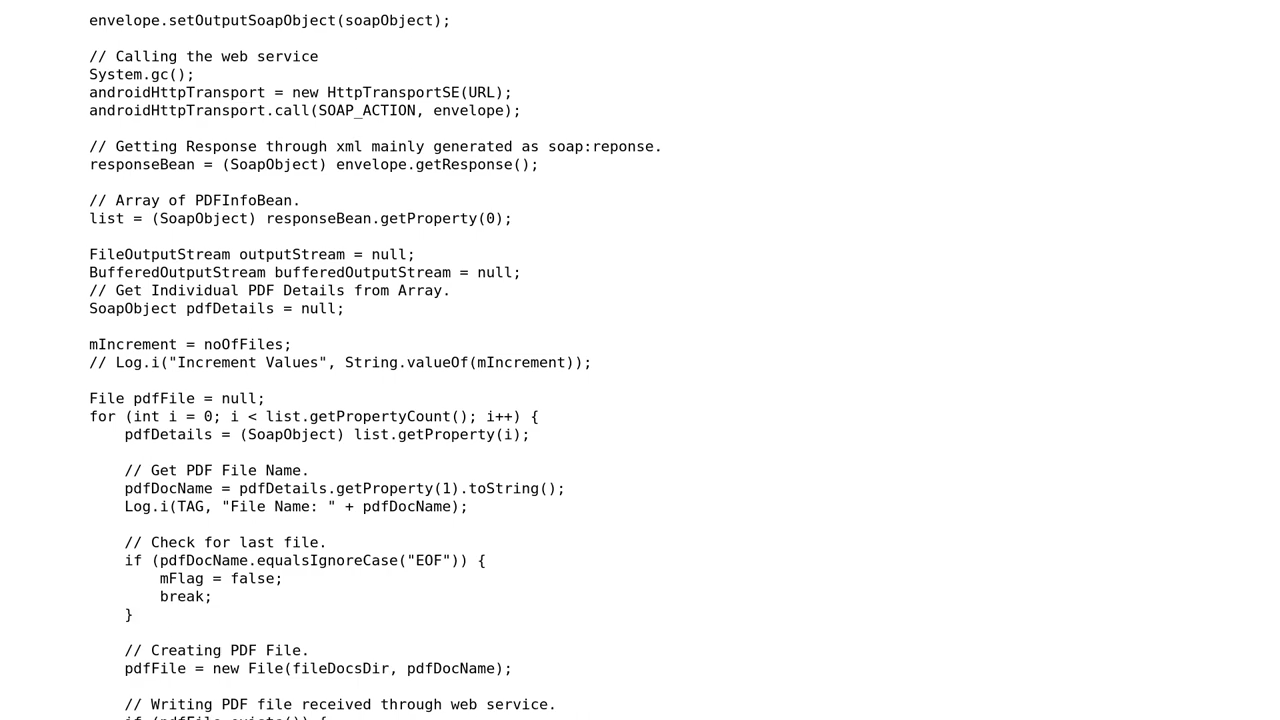 envelope.setOutputSoapObject(soapObject);
// Calling the web service
System.gc();
androidHttpTransport = new HttpTransportSE(URL);
androidHttpTransport.call(SOAP_ACTION, envelope);
// Getting Response through xml mainly generated as soap:reponse.
responseBean = (SoapObject) envelope.getResponse();
// Array of PDFInfoBean.
list = (SoapObject) responseBean.getProperty(0);
FileOutputStream outputStream = null;
BufferedOutputStream bufferedOutputStream = null;
// Get Individual PDF Details from Array.
SoapObject pdfDetails = null;
mIncrement = noOfFiles;
// Log.i("Increment Values", String.valueOf(mIncrement));
File pdfFile = null;
for (int i = 0; i < list.getPropertyCount(); i++) {
pdfDetails = (SoapObject) list.getProperty(i);
// Get PDF File Name.
pdfDocName = pdfDetails.getProperty(1).toString();
Log.i(TAG, "File Name: " + pdfDocName);
// Check for last file.
if (pdfDocName.equalsIgnoreCase("EOF")) {
mFlag = false;
break;
}
// Creating PDF File.
pdfFile = new File(fileDocsDir, pdfDocName);
// Writing PDF file received through web service.
if (pdfFile.exists()) {